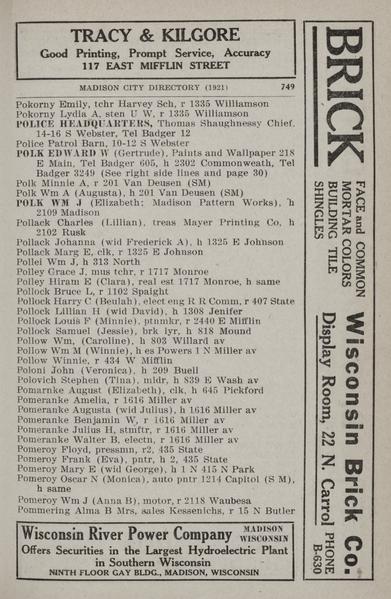 TRACY & KILGORE
Good Printing, Prompt Service, Accuracy
117 EAST MIFFLIN STREET
MADISON CITY DIRECTORY (1921) 749
Pokorny Emily, tchr Harvey Sch, r 1335 Williamson
Pokorny Lydia A, sten U W, r 1335 Williamson
POLICE HEADQUARTERS, Thomas Shaughnessy Chief.
14-16 S Webster, Tel Badger 12
Police Patrol Barn, 10-12 S Webster
POLK EDWARD W (Gertrude), Paints and Wallpaper 218
E Main, Tel Badger 605, h 2302 Commonweath, Tel
Badger 3249 (See right side lines and page 30)
Polk Minnie A, r 201 Van Deusen (SM)
Polk Wm A (Augusta), h 201 Van Deusen (SM)
POLK WM J (Elizabeth; Madison Pattern Works), h
2109 Madison
Pollack Charles (Lillian), treas Mayer Printing Co, h
2102 Rusk
Pollack Johanna (wid Frederick A), h 1325 E Johnson
Pollack Marg E, clk, r 1325 E Johnson
Pollei Wm J, h 313 North
Polley Grace J, mus tchr, r 1717 Monroe
Polley Hiram E (Clara), real est 1717 Monroe, h same
Pollock Bruce L, r 1102 Spaight
Pollock Harry C (Beulah), elect eng R R Comm, r 407 State
Pollock Lillian H (wid David), h 1308 Jenifer
Pollock Louis F (Minnie), ptnmkr, r 2440 E Mifflin
Pollock Samuel (Jessie), brk lyr, h 818 Mound
Pollow Wm, (Caroline), h 803 Willard av
Pollow Wm M (Winnie), h es Powers 1 N Miller av
Pollow Winnie, r 434 W Mifflin
Poloni John (Veronica), h 209 Buell
Polovich Stephen (Tina), mldr, h 839 E Wash av
Pomarnke August (Elizabeth), clk, h 645 Pickford
Pomeranke Amelia, r 1616 Miller av
Pomeranke Augusta (wid Julius), h 1616 Miller av
Pomeranke Benjamin W, r 1616 Miller av
Pomeranke Julius H, stmftr, r 1616 Miller av
Pomeranke Walter B, electn, r 1616 Miller av
Pomeroy Floyd, pressmn, r2, 435 State
Pomeroy Frank (Eva), pntr, h 2, 435 State
Pomeroy Mary E (wid George), h 1 N 415 N Park
Pomeroy Oscar N (Monica), auto pntr 1214 Capitol (S M),
h same
Pomeroy Wm J (Anna B), motor, r 2118 Waubesa
Pommering Alma B Mrs, sales Kessenichs, r 15 N Butler
Wisconsin River Power Company MADISON WISCONSIN
Offers Securities in the Largest Hydroelectric Plant
in Southern Wisconsin
NINTH FLOOR GAY BLDG., MADISON, WISCONSIN
BRICK
FACE and COMMON
MORTAR COLORS
BUILDING TILE
SHINGLES
Wisconsin Brick Co.
Display Room, 22 N. Carrol
PHONE
B-630